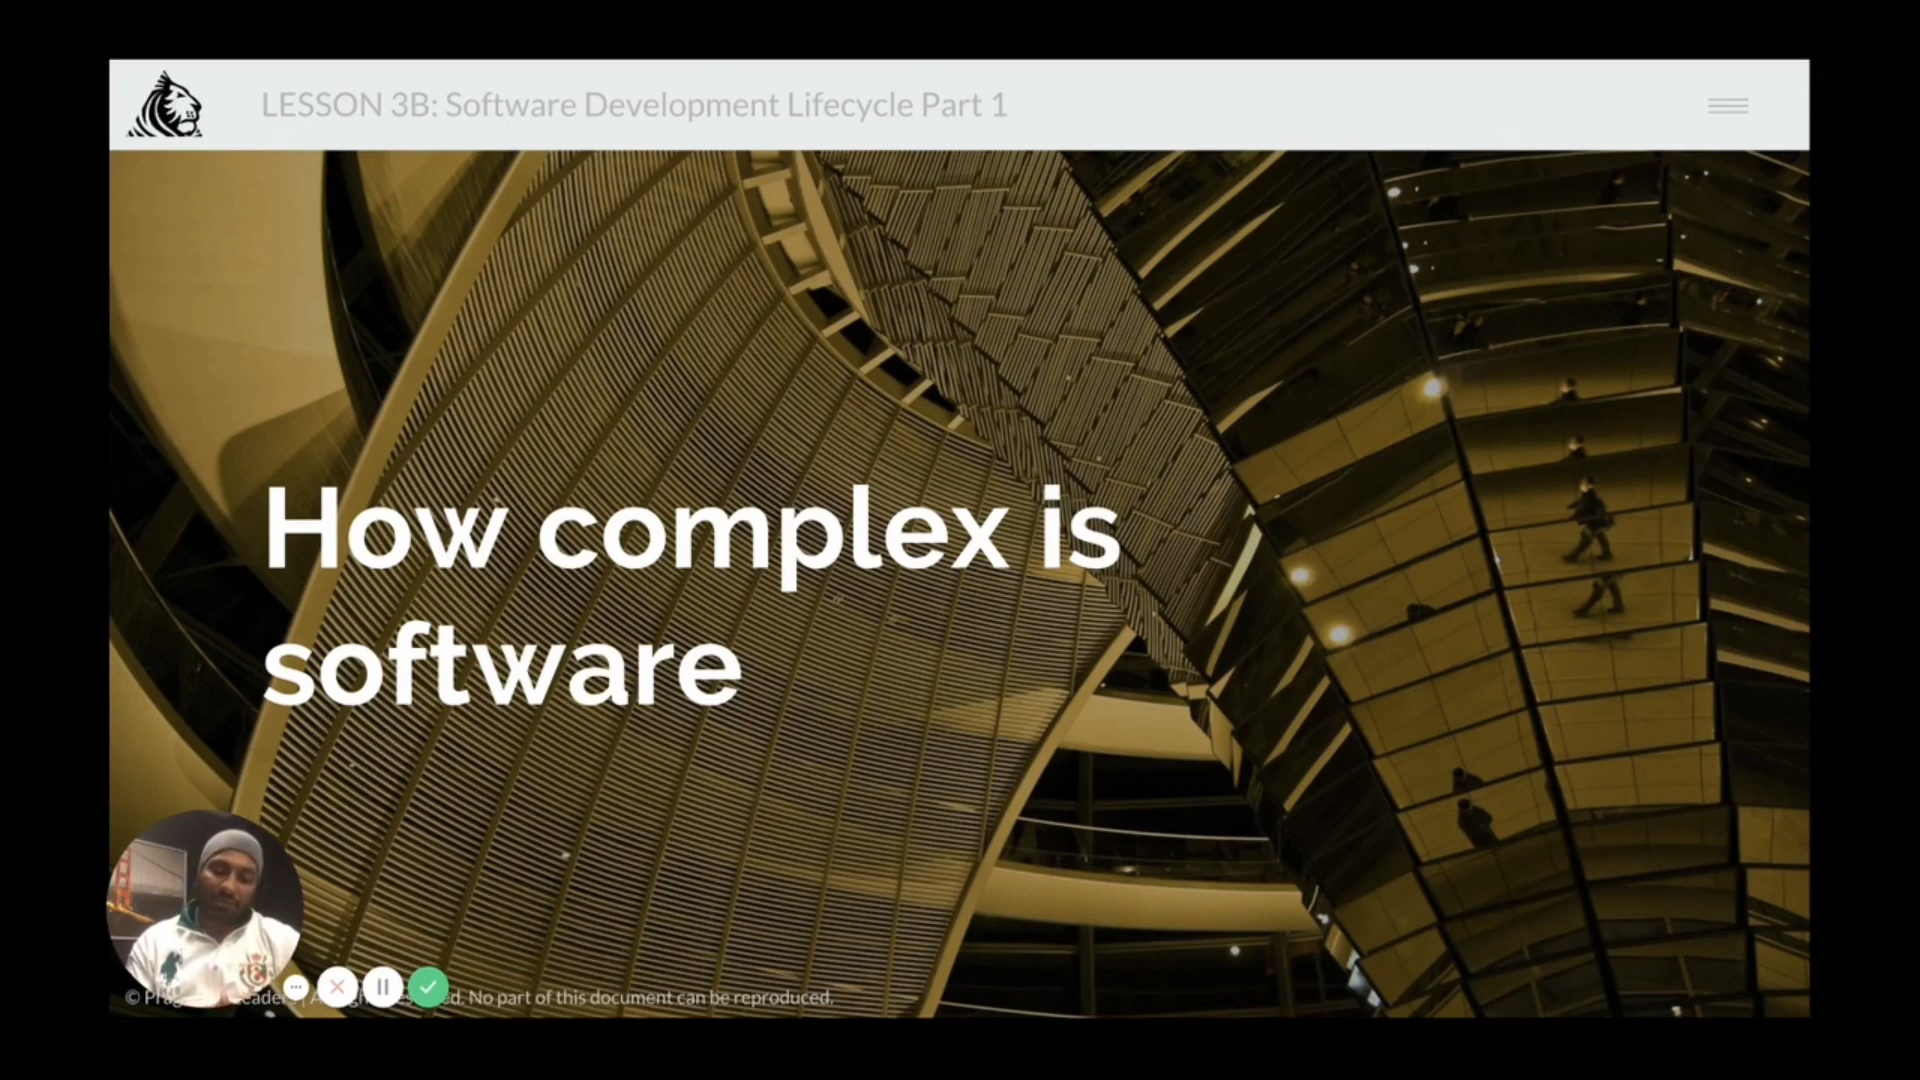 LESSON 3B: Software Development Lifecycle Part 1
How complex is
software
No part of this document can be reproduced.